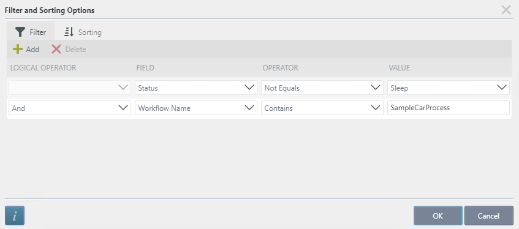 Filter and Sorting Options
Filter Sorting
Add Delete
LOGICAL OPERATOR FIELD OPERATOR VALUE
Status Not Equals Sleep
And Workflow Name Contains SampleCarProcess
i OK Cancel